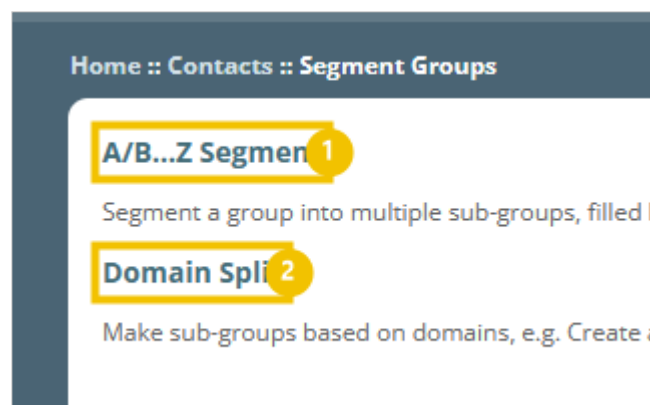 Home :: Contacts :: Segment Groups
A/B...Z Segmen 1
Segment a group into multiple sub-groups, filled
Domain Spli 2
Make sub-groups based on domains, e.g. Create